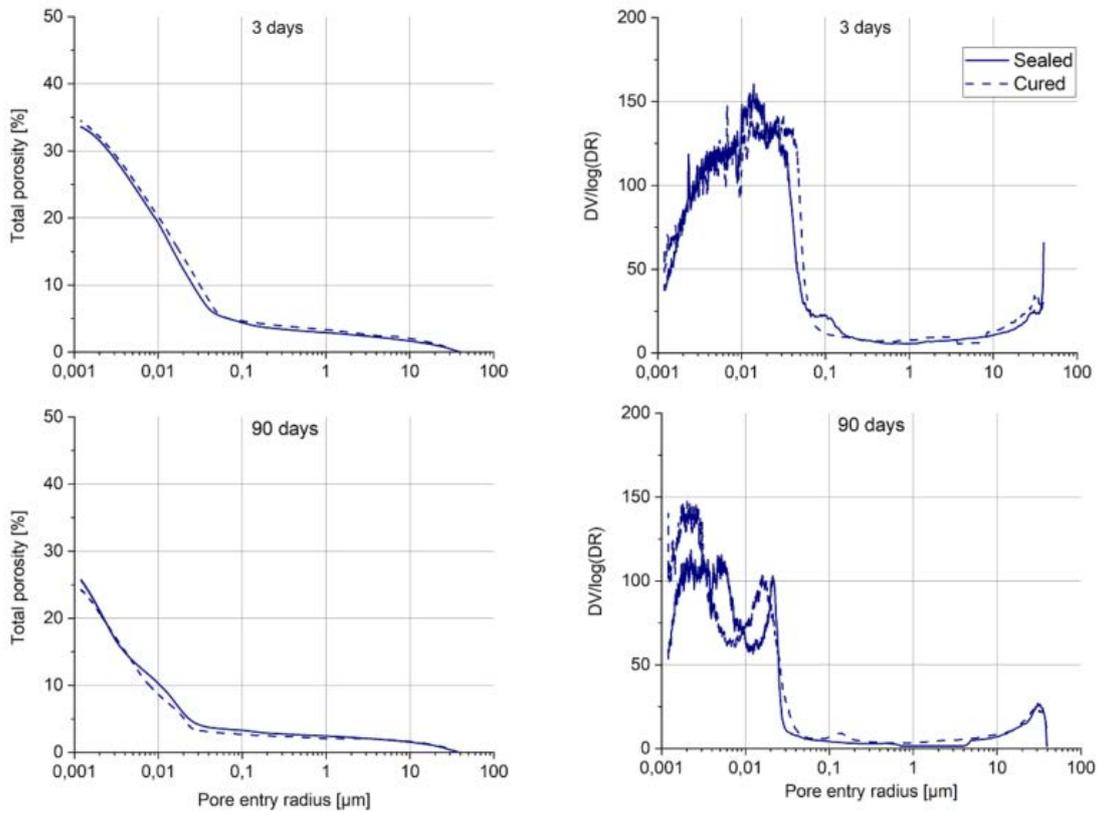 3 days
Total porosity [%]
50
40
30
20
10
0
0,001 0,01 0,1 1 10 100
3 days
Sealed
Cured
DV/log(DR)
200
150
100
50
0
0,001 0,01 0,1 1 10 100
90 days
Total porosity [%]
50
40
30
20
10
0
0,001 0,01 0,1 1 10 100
Pore entry radius [µm]
90 days
DV/log(DR)
200
150
100
50
0
0,001 0,01 0,1 1 10 100
Pore entry radius [µm]